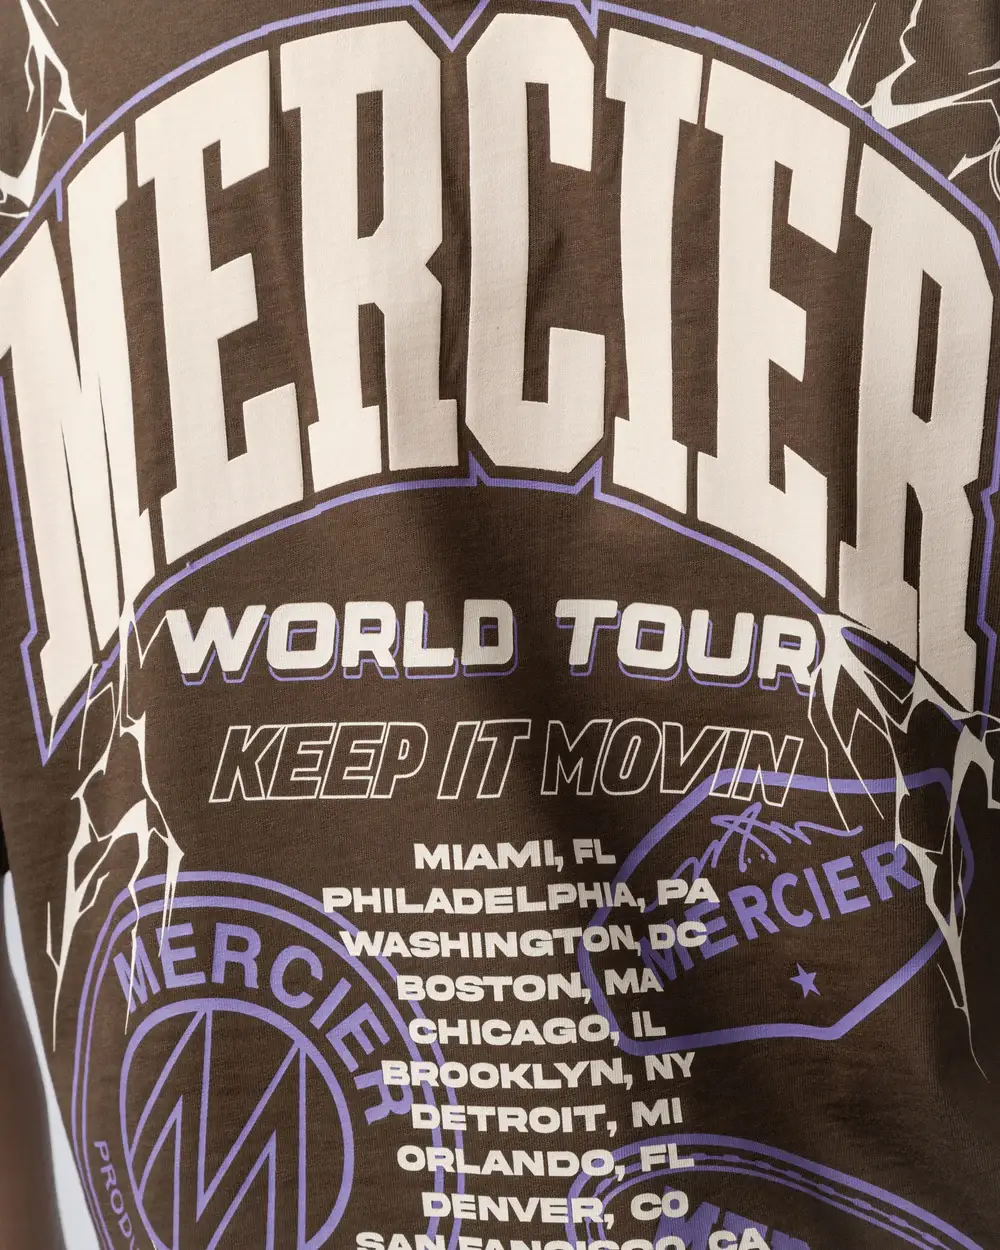 MERCIER
WORLD TOUR
KEEP IT MOVIN
MIAMI, FL
PHILADELPHIA, PA
WASHINGTON, DC
BOSTON, MA
CHICAGO, IL
BROOKLYN, NY
DETROIT, MI
ORLANDO, FL
DENVER, CO
CA
MERCIER
MERCIER
M